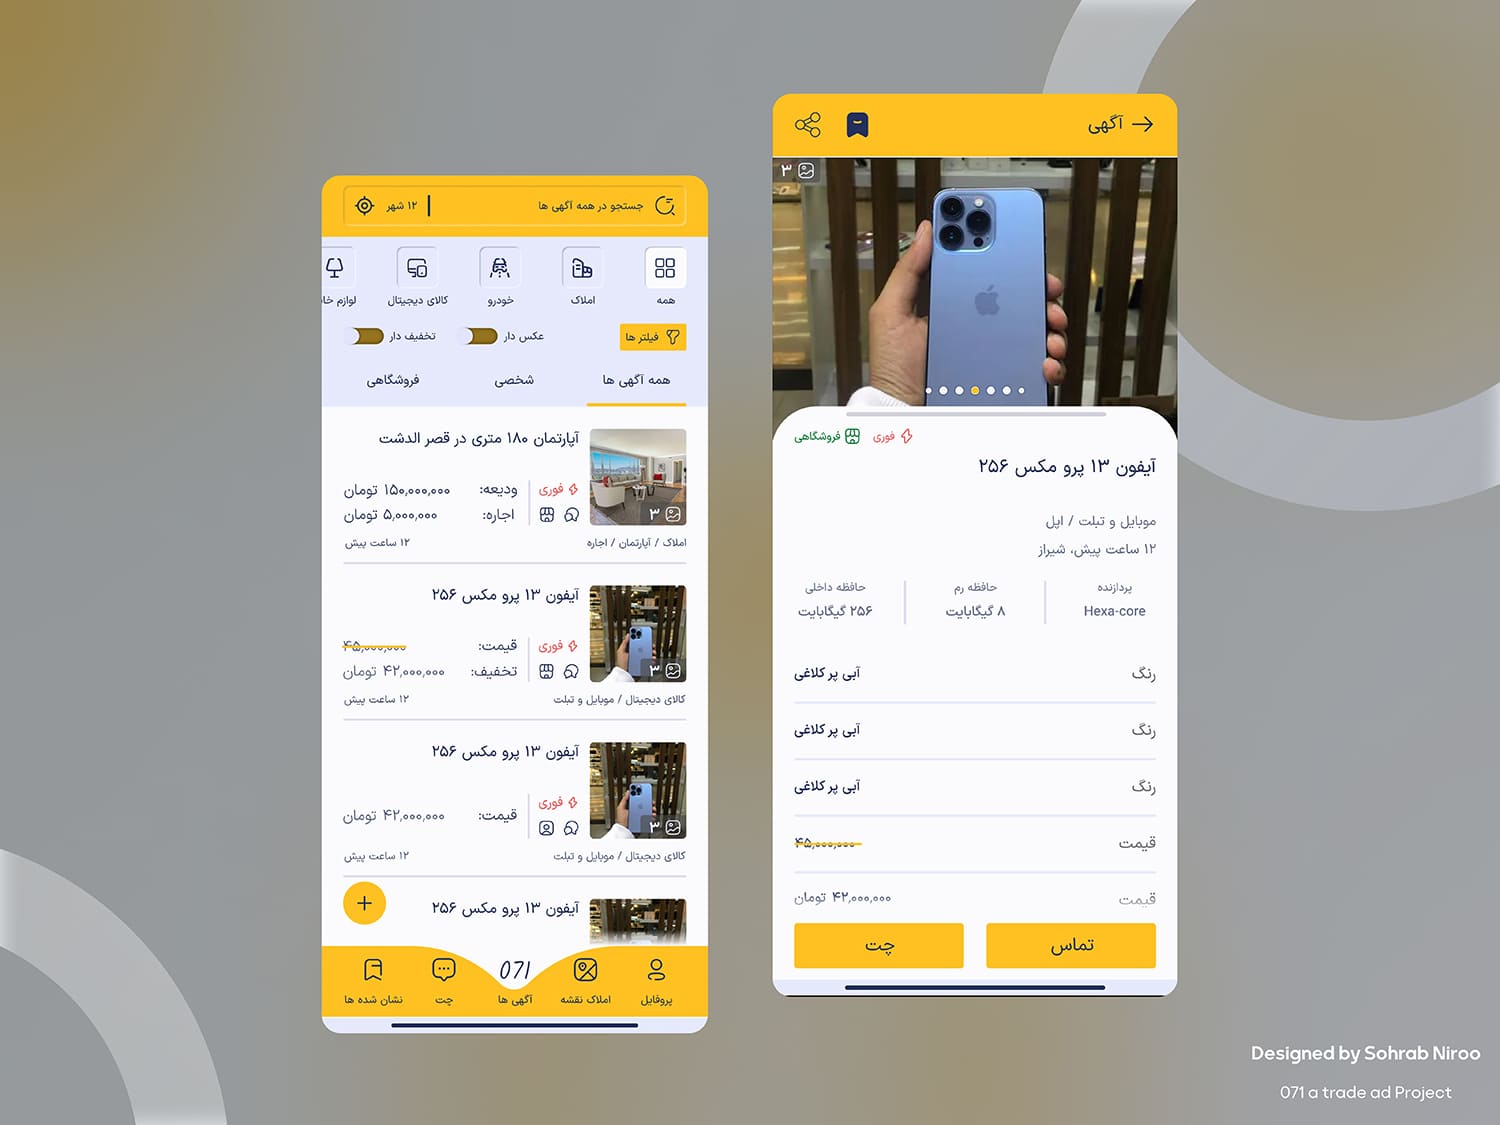 جستجو در همه آگهی ها
۱۲ شهر
همه
املاک
خودرو
کالای دیجیتال
لوازم خا
فیلتر ها
عکس دار
تخفیف دار
همه آگهی ها
شخصی
فروشگاهی
آپارتمان ۱۸۰ متری در قصر الدشت
فوری
ودیعه: ۱۵۰,۰۰۰,۰۰۰ تومان
اجاره: ۵,۰۰۰,۰۰۰ تومان
۳
املاک / آپارتمان / اجاره
۱۲ ساعت پیش
آیفون ۱۳ پرو مکس ۲۵۶
فوری
قیمت: ۴۵,۰۰۰,۰۰۰
تخفیف: ۴۲,۰۰۰,۰۰۰ تومان
۳
کالای دیجیتال / موبایل و تبلت
۱۲ ساعت پیش
آیفون ۱۳ پرو مکس ۲۵۶
فوری
قیمت: ۴۲,۰۰۰,۰۰۰ تومان
۳
کالای دیجیتال / موبایل و تبلت
۱۲ ساعت پیش
آیفون ۱۳ پرو مکس ۲۵۶
پروفایل
املاک نقشه
071
آگهی ها
چت
نشان شده ها
آگهی
۳
فوری
فروشگاهی
آیفون ۱۳ پرو مکس ۲۵۶
موبایل و تبلت / اپل
۱۲ ساعت پیش، شیراز
پردازنده
Hexa-core
حافظه رم
۸ گیگابایت
حافظه داخلی
۲۵۶ گیگابایت
رنگ
آبی پر کلاغی
رنگ
آبی پر کلاغی
رنگ
آبی پر کلاغی
قیمت
۴۵,۰۰۰,۰۰۰
قیمت
۴۲,۰۰۰,۰۰۰ تومان
تماس
چت
Designed by Sohrab Niroo
071 a trade ad Project